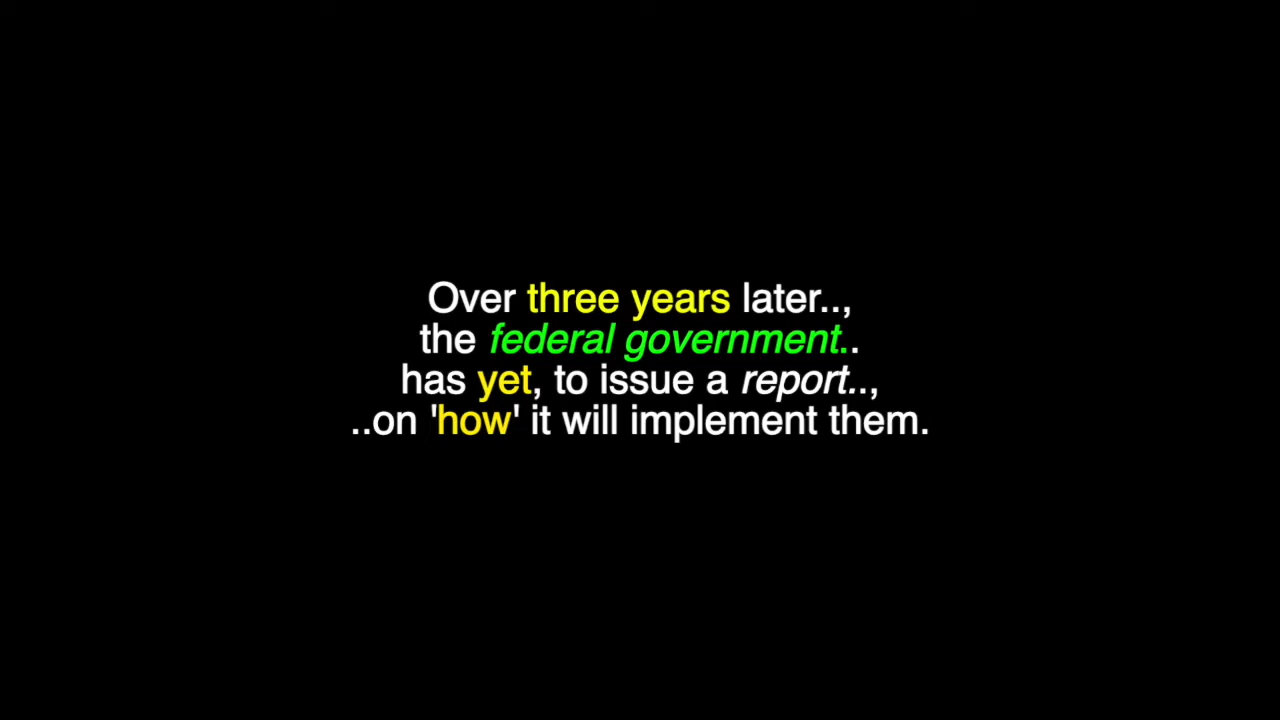 Over three years later..,
the federal government..
has yet, to issue a report..,
..on 'how' it will implement them.